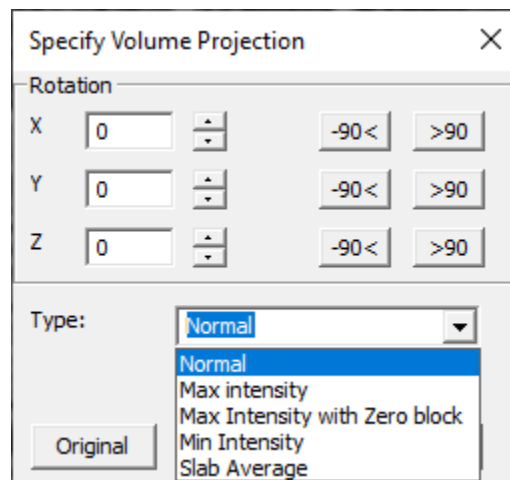 Specify Volume Projection
Rotation
X 0 -90< >90
Y 0 -90< >90
Z 0 -90< >90
Type: Normal
Normal
Max intensity
Max Intensity with Zero block
Original Min Intensity
Slab Average